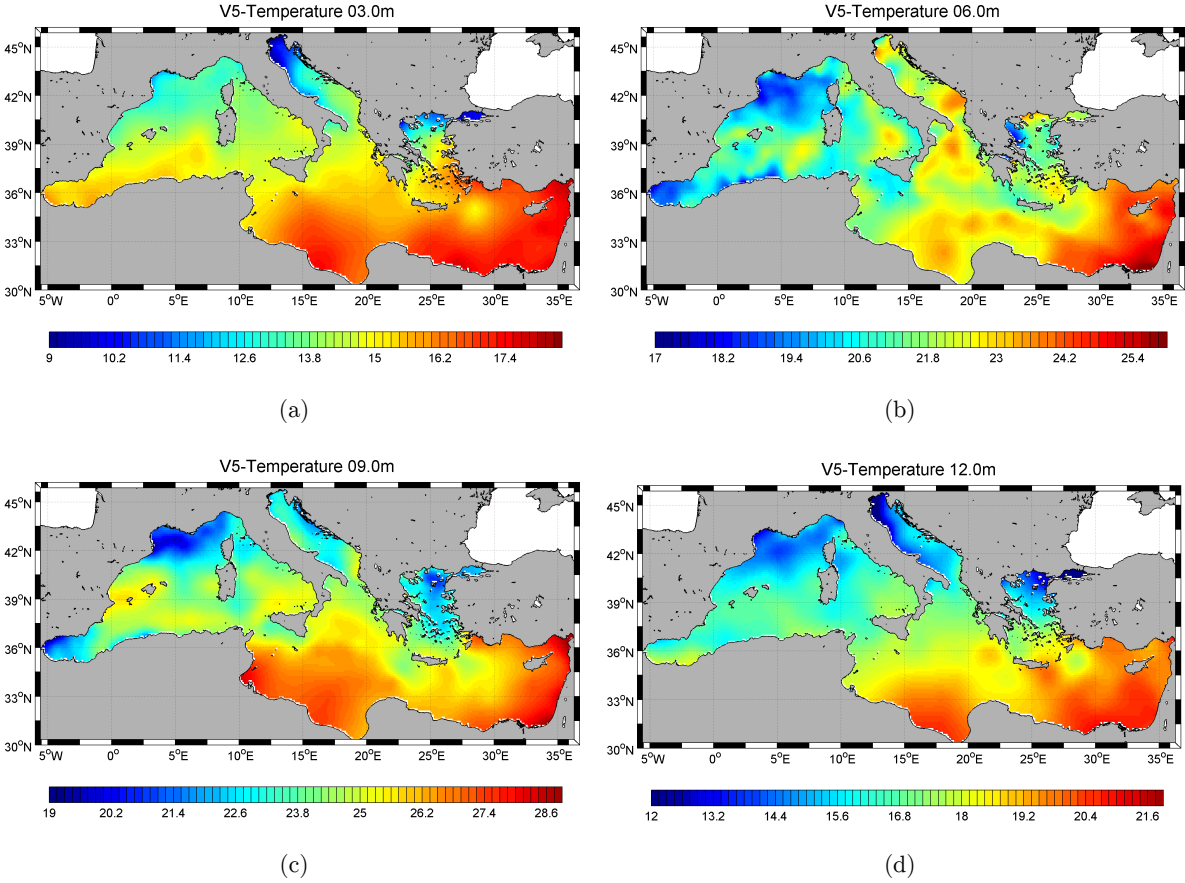 V5-Temperature 03.0m
45°N
42°N
39°N
36°N
33°N
30°N
5°W 0° 5°E 10°E 15°E 20°E 25°E 30°E 35°E
9 10.2 11.4 12.6 13.8 15 16.2 17.4
(a)
V5-Temperature 06.0m
45°N
42°N
39°N
36°N
33°N
30°N
5°W 0° 5°E 10°E 15°E 20°E 25°E 30°E 35°E
17 18.2 19.4 20.6 21.8 23 24.2 25.4
(b)
V5-Temperature 09.0m
45°N
42°N
39°N
36°N
33°N
30°N
5°W 0° 5°E 10°E 15°E 20°E 25°E 30°E 35°E
19 20.2 21.4 22.6 23.8 25 26.2 27.4 28.6
(c)
V5-Temperature 12.0m
45°N
42°N
39°N
36°N
33°N
30°N
5°W 0° 5°E 10°E 15°E 20°E 25°E 30°E 35°E
12 13.2 14.4 15.6 16.8 18 19.2 20.4 21.6
(d)